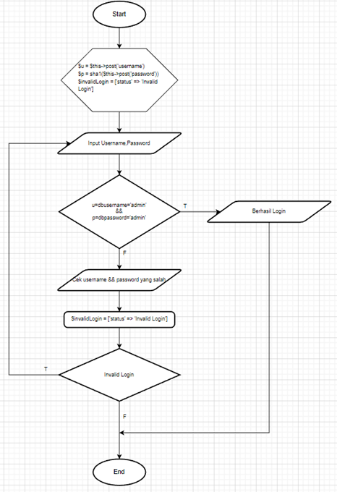 Start
$u = $this->post('username')
$p = sha1($this->post('password'))
$invalidLogin = ['status' => 'Invalid
Login']
Input Username,Password
u=dbusername='admin'
&&
p=dbpassword='admin'
T
Berhasil Login
F
Cek username && password yang salah
$invalidLogin = ['status' => 'Invalid Login']
Invalid Login
T
F
End